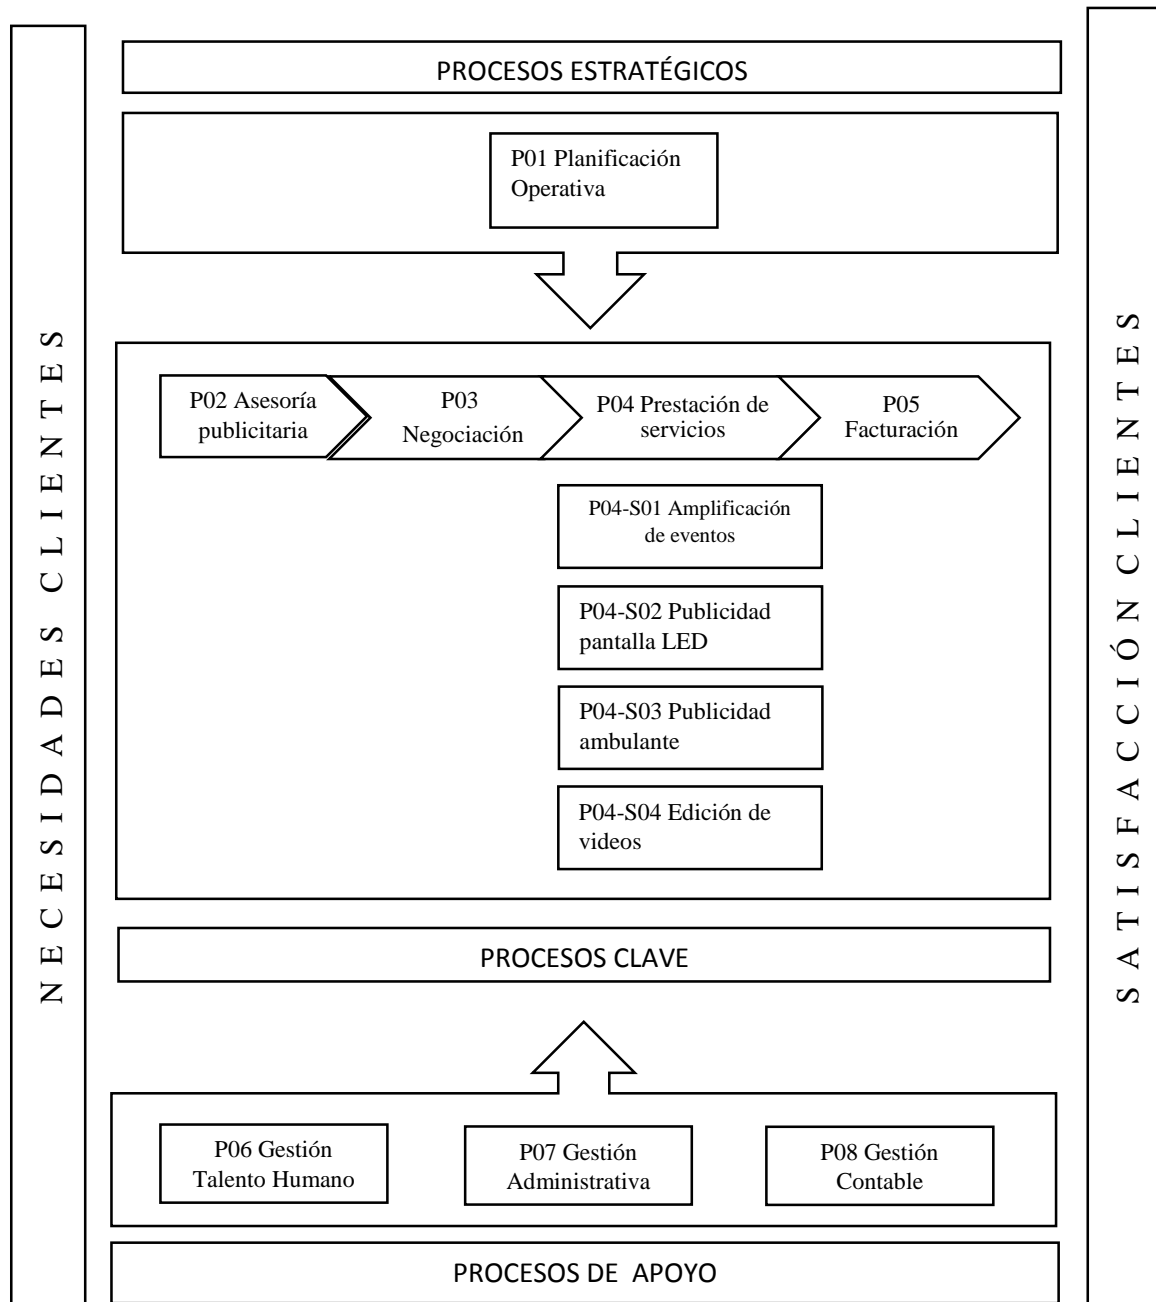 PROCESOS ESTRATÉGICOS
P01 Planificación
Operativa
NECESIDADES CLIENTES
SATISFACCIÓN CLIENTES
P02 Asesoría
publicitaria
P03
Negociación
P04 Prestación de
servicios
P05
Facturación
P04-S01 Amplificación
de eventos
P04-S02 Publicidad
pantalla LED
P04-S03 Publicidad
ambulante
P04-S04 Edición de
videos
PROCESOS CLAVE
P06 Gestión
Talento Humano
P07 Gestión
Administrativa
P08 Gestión
Contable
PROCESOS DE  APOYO